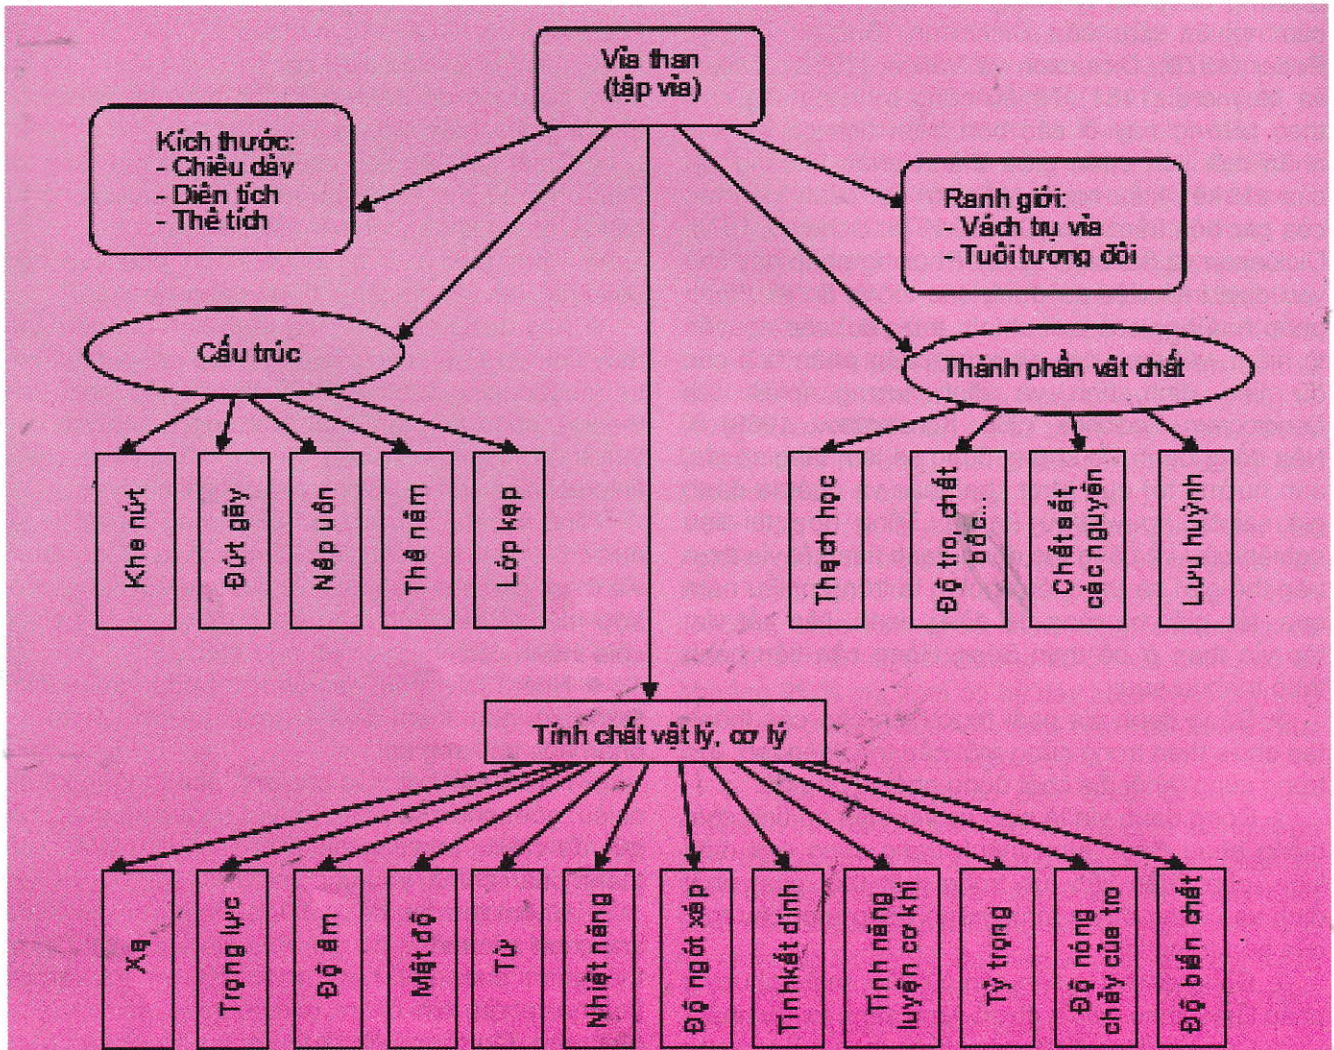 Vỉa than
(tập vỉa)
Kích thước:
- Chiều dày
- Diện tích
- Thể tích
Ranh giới:
- Vách trụ vỉa
- Tuổi tương đối
Cấu trúc
Thành phần vật chất
Khe nứt
Đứt gãy
Nếp uốn
Thế nằm
Lớp kẹp
Thạch học
Độ tro, chất
bốc...
Chất sét,
các nguyên
Lưu huỳnh
Tính chất vật lý, cơ lý
Xạ
Trọng lực
Độ ẩm
Mật độ
Từ
Nhiệt năng
Độ ngót xốp
Tính kết dính
Tính năng
luyện cơ khí
Tỷ trọng
Độ nóng
chảy của tro
Độ biến chất